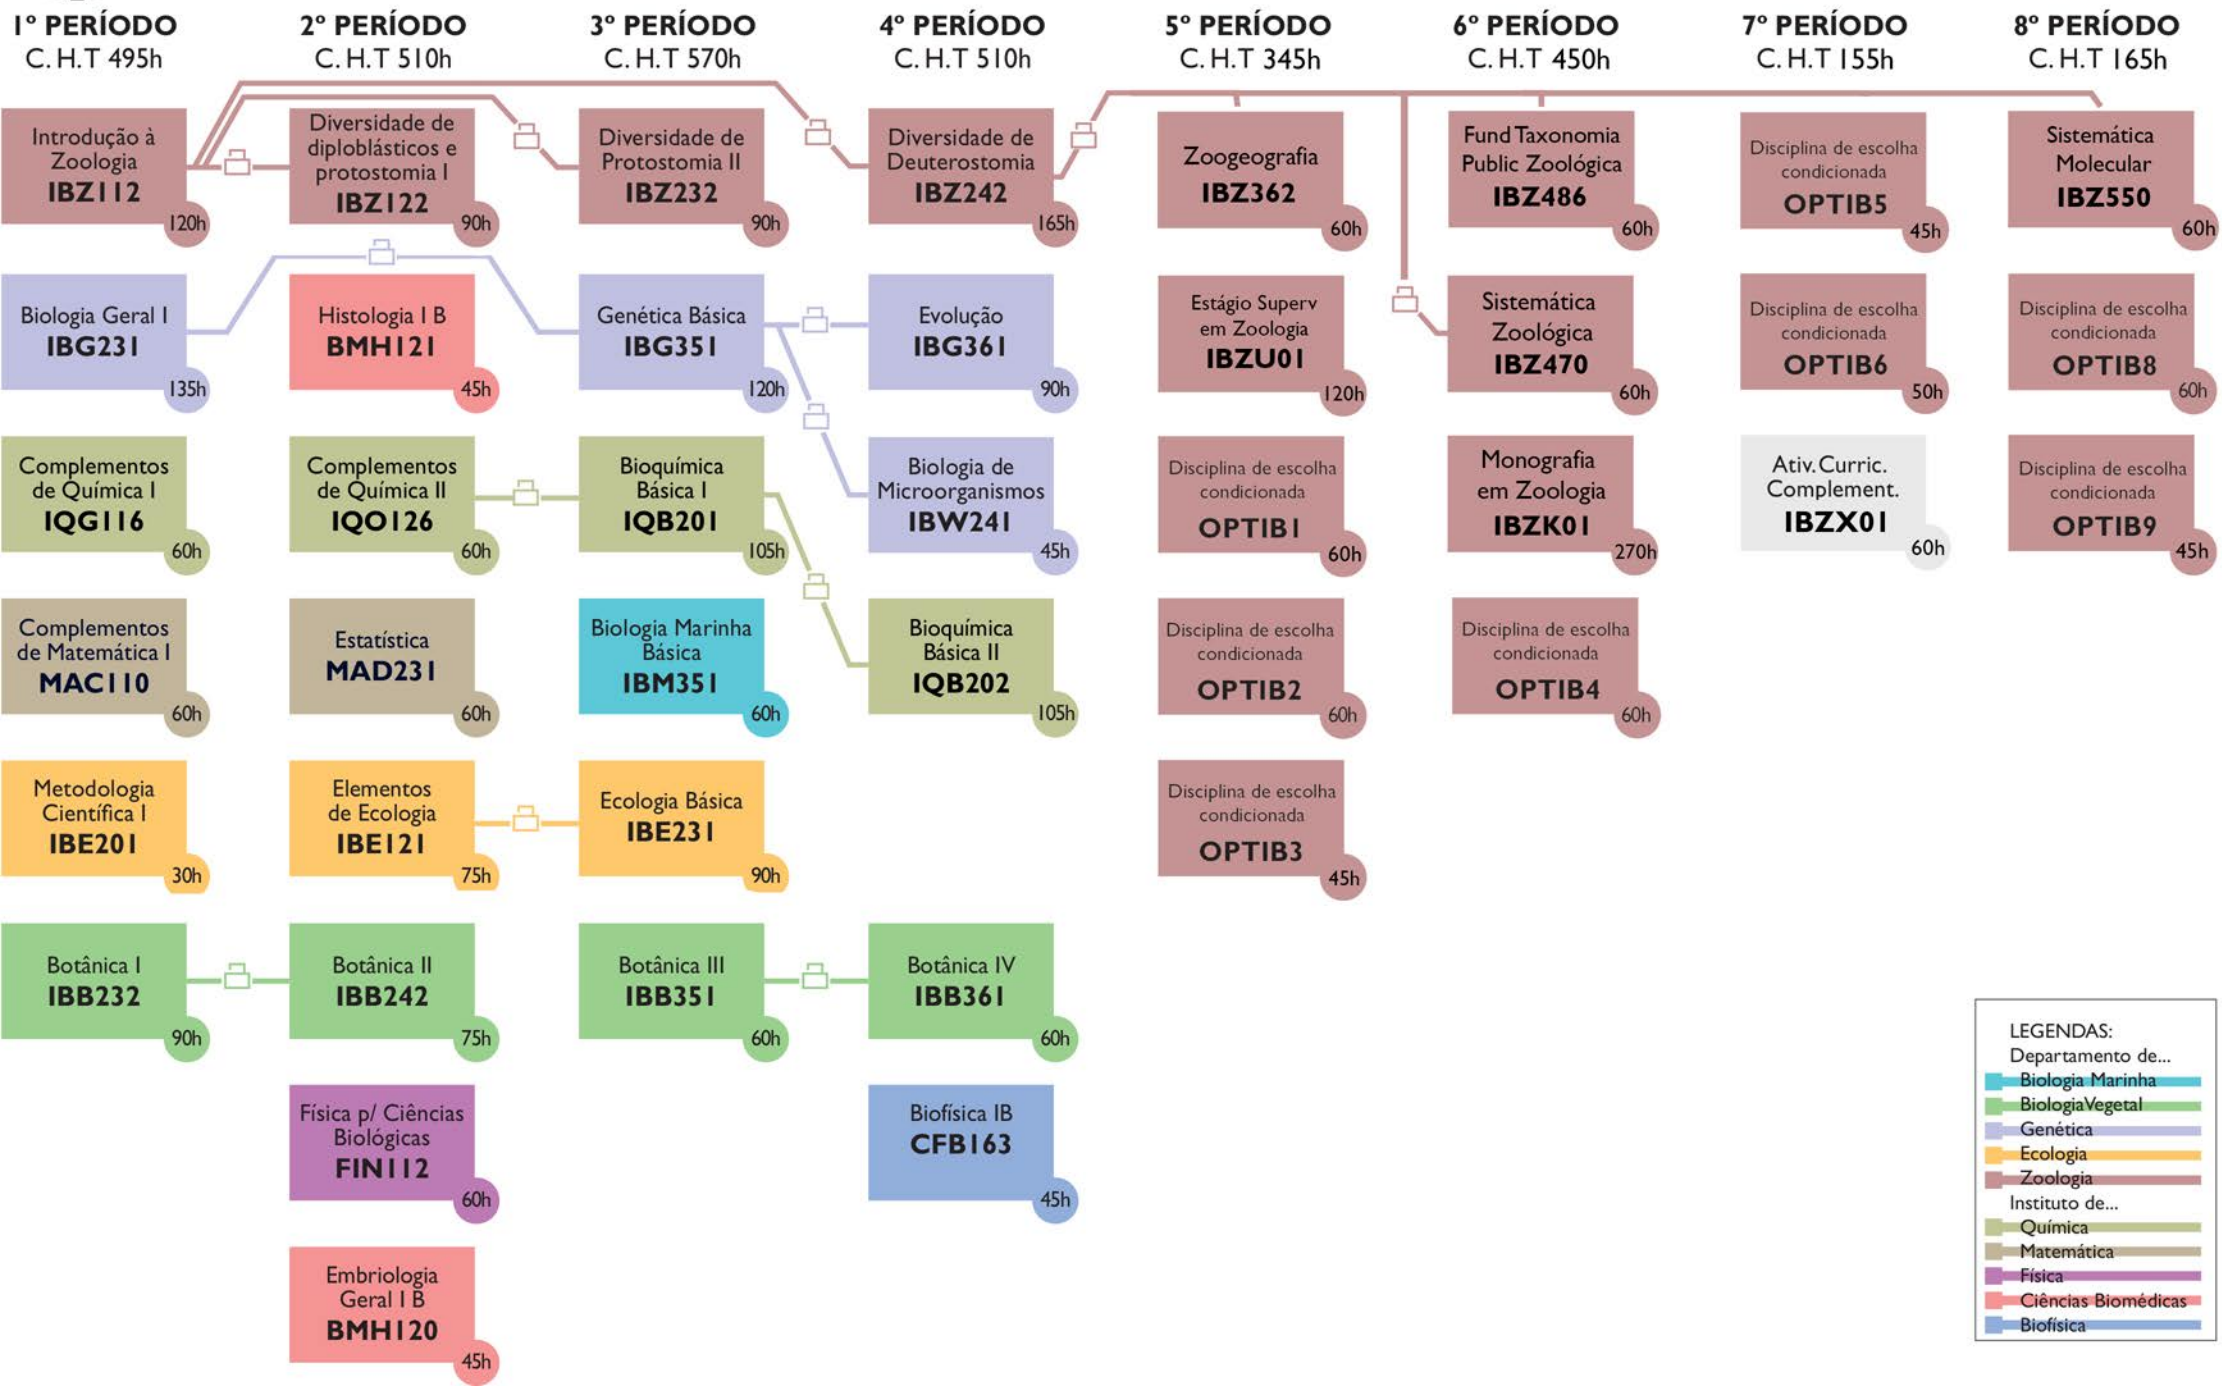 1º PERÍODO
C. H.T 495h
Introdução à
Zoologia
IBZ112
120h
Biologia Geral I
IBG231
135h
Complementos
de Química I
IQG116
60h
Complementos
de Matemática I
MAC110
60h
Metodologia
Científica I
IBE201
30h
Botânica I
IBB232
90h
2º PERÍODO
C. H.T 510h
Diversidade de
diploblásticos e
protostomia I
IBZ122
90h
Histologia I B
BMH121
45h
Complementos
de Química II
IQO126
60h
Estatística
MAD231
60h
Elementos
de Ecologia
IBE121
75h
Botânica II
IBB242
75h
Física p/ Ciências
Biológicas
FIN112
60h
Embriologia
Geral I B
BMH120
45h
3º PERÍODO
C. H.T 570h
Diversidade de
Protostomia II
IBZ232
90h
Genética Básica
IBG351
120h
Bioquímica
Básica I
IQB201
105h
Biologia Marinha
Básica
IBM351
60h
Ecologia Básica
IBE231
90h
Botânica III
IBB351
60h
4º PERÍODO
C. H.T 510h
Diversidade de
Deuterostomia
IBZ242
165h
Evolução
IBG361
90h
Biologia de
Microorganismos
IBW241
45h
Bioquímica
Básica II
IQB202
105h
Botânica IV
IBB361
60h
Biofísica IB
CFB163
45h
5º PERÍODO
C. H.T 345h
Zoogeografia
IBZ362
60h
Estágio Superv
em Zoologia
IBZU01
120h
Disciplina de escolha
condicionada
OPTIB1
60h
Disciplina de escolha
condicionada
OPTIB2
60h
Disciplina de escolha
condicionada
OPTIB3
45h
6º PERÍODO
C. H.T 450h
Fund Taxonomia
Public Zoológica
IBZ486
60h
Sistemática
Zoológica
IBZ470
60h
Monografia
em Zoologia
IBZK01
270h
Disciplina de escolha
condicionada
OPTIB4
60h
7º PERÍODO
C. H.T 155h
Disciplina de escolha
condicionada
OPTIB5
45h
Disciplina de escolha
condicionada
OPTIB6
50h
Ativ. Curric.
Complement.
IBZX01
60h
8º PERÍODO
C. H.T 165h
Sistemática
Molecular
IBZ550
60h
Disciplina de escolha
condicionada
OPTIB8
60h
Disciplina de escolha
condicionada
OPTIB9
45h
LEGENDAS:
Departamento de...
Biologia Marinha
BiologiaVegetal
Genética
Ecologia
Zoologia
Instituto de...
Química
Matemática
Física
Ciências Biomédicas
Biofísica